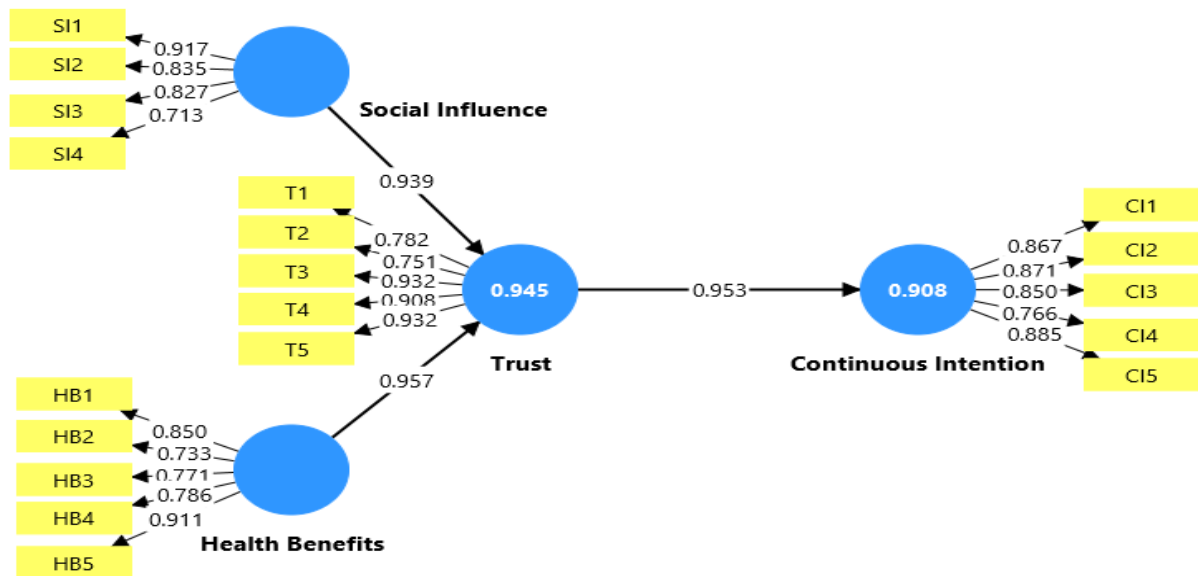 SI1
0.917
SI2
0.835
SI3
0.827
0.713
SI4
Social Influence
0.939
T1
0.782
T2
0.751
T3
0.932
T4
0.908
T5
0.932
0.945
Trust
0.953
0.908
Continuous Intention
CI1
0.867
CI2
0.871
CI3
0.850
0.766
CI4
0.885
CI5
0.957
HB1
0.850
HB2
0.733
HB3
0.771
0.786
HB4
0.911
HB5
Health Benefits